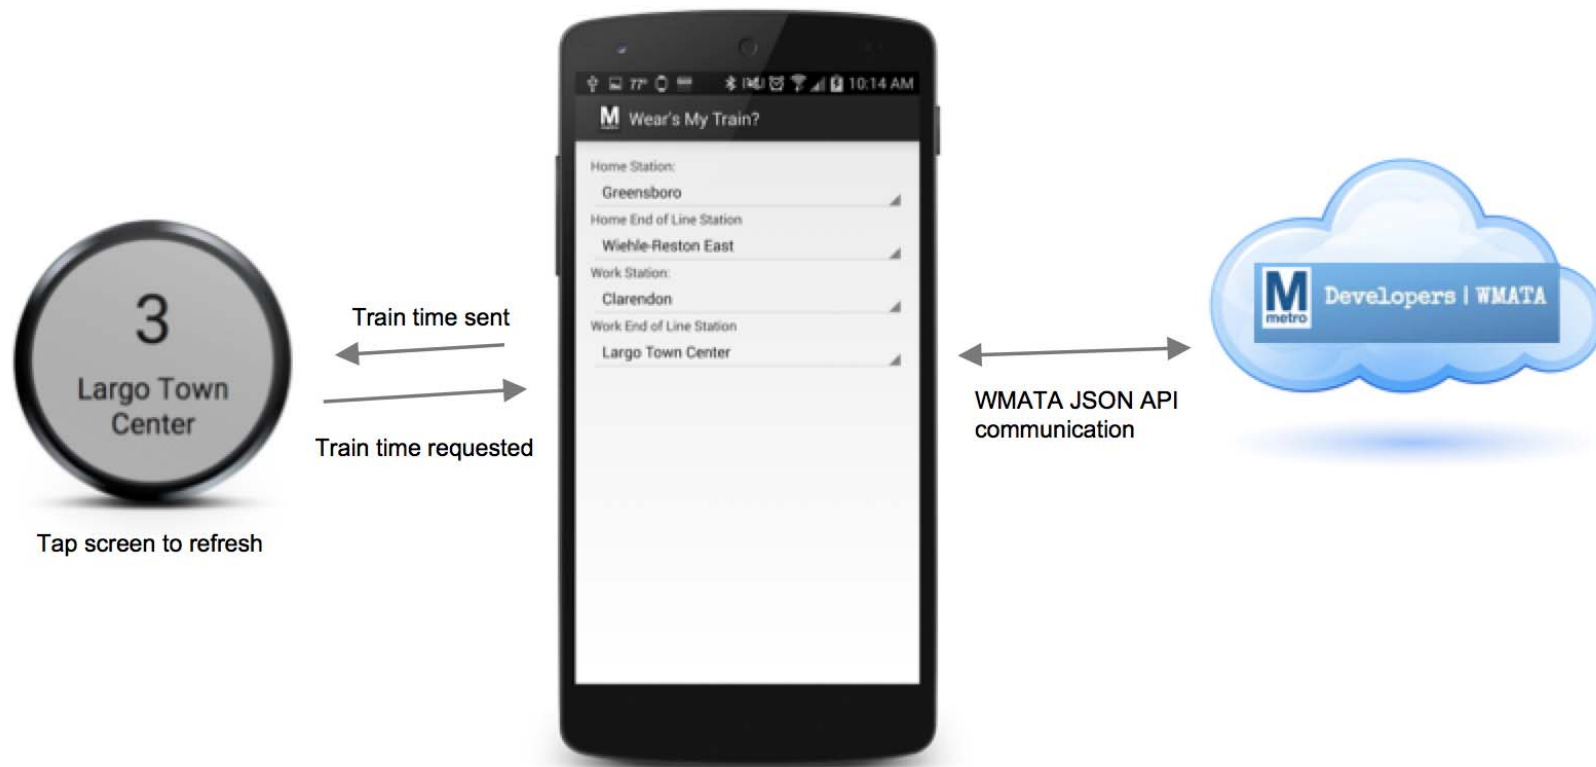 3
Largo Town
Center
Tap screen to refresh
Train time sent
Train time requested
77°
10:14 AM
M
metro
Wear's My Train?
Home Station:
Greensboro
Home End of Line Station
Wiehle-Reston East
Work Station:
Clarendon
Work End of Line Station
Largo Town Center
WMATA JSON API
communication
M
metro
Developers | WMATA